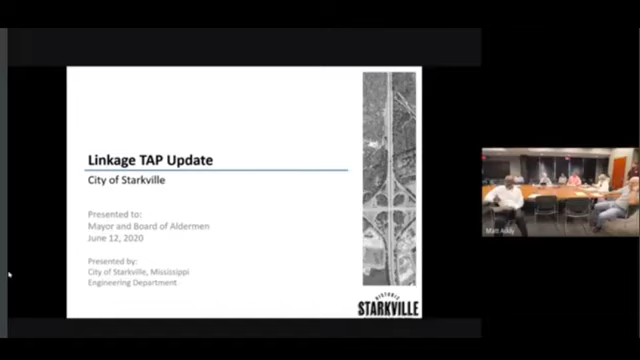 Linkage TAP Update
City of Starkville
Presented to:
Mayor and Board of Aldermen
June 12, 2020
Presented by:
City of Starkville, Mississippi
Engineering Department
HISTORIC
STARKVILLE
Matt Addy